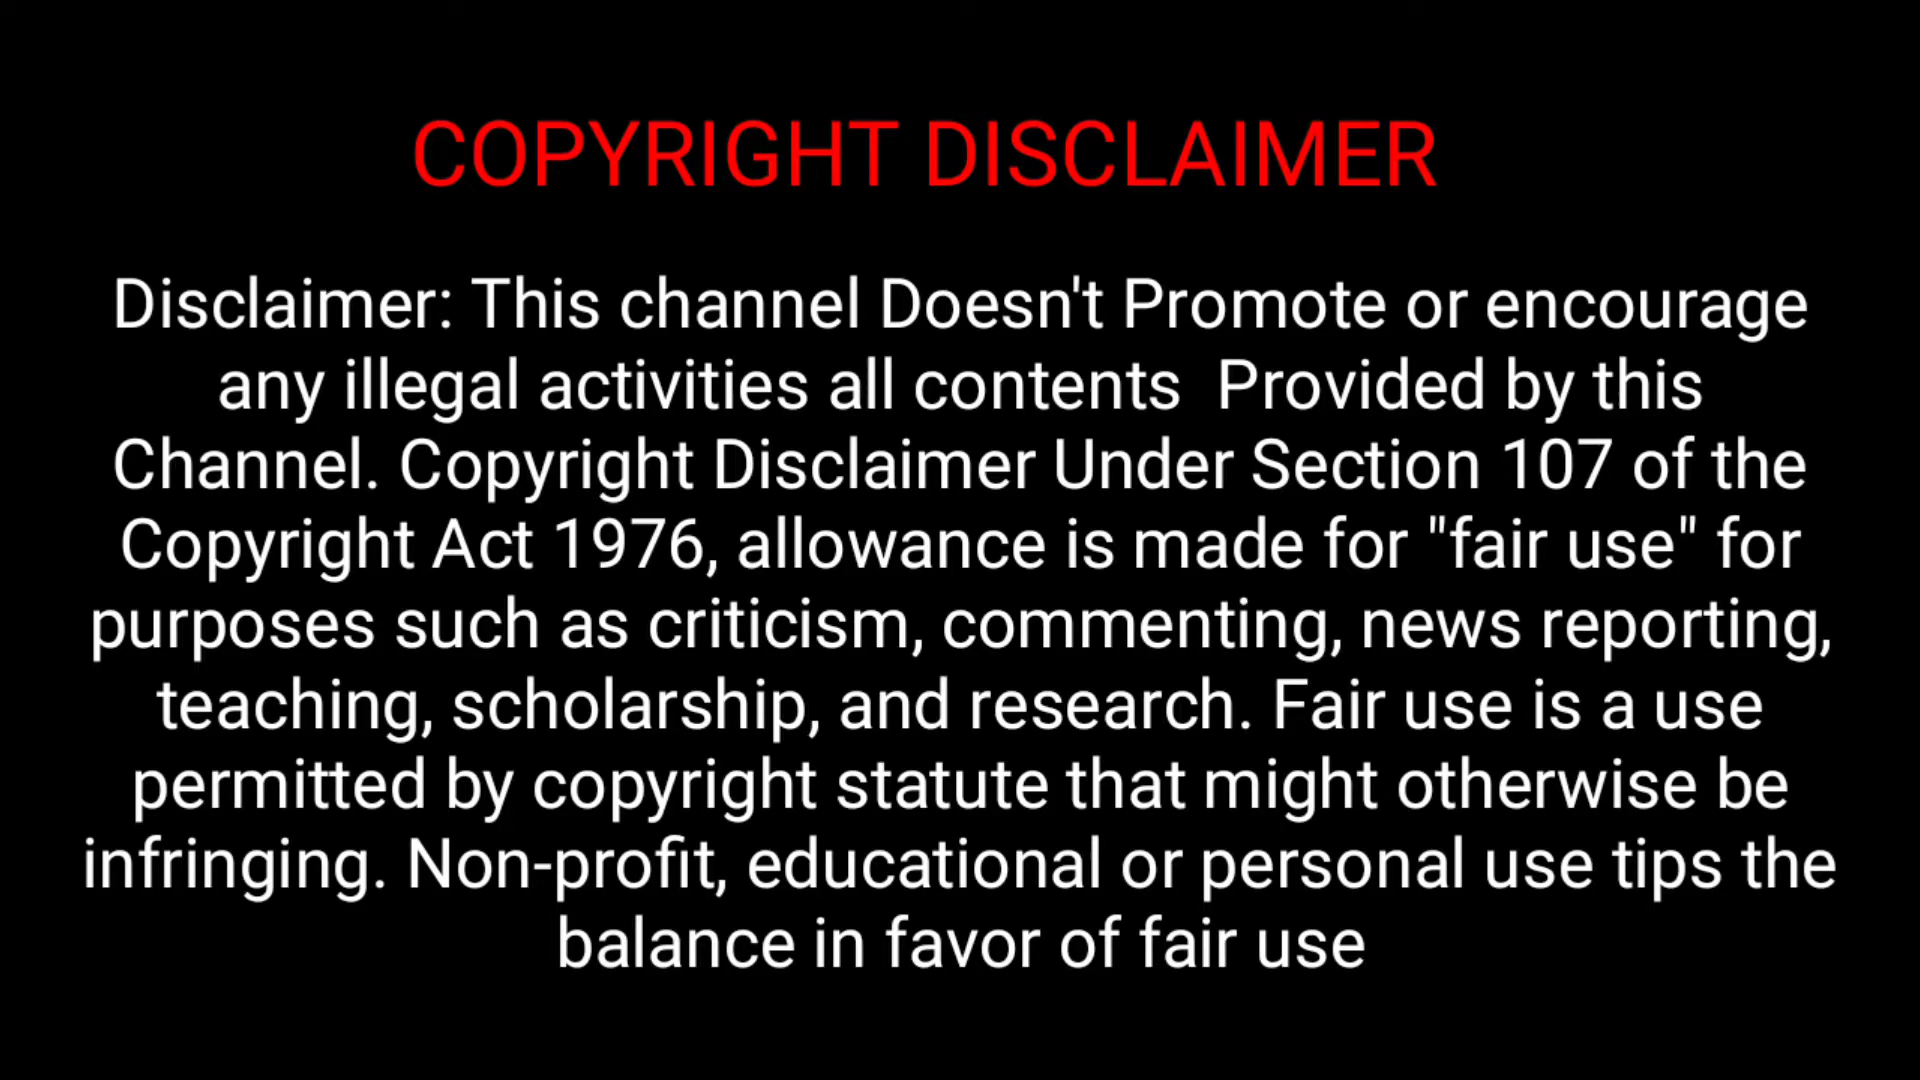 COPYRIGHT DISCLAIMER
Disclaimer: This channel Doesn't Promote or encourage
any illegal activities all contents  Provided by this
Channel. Copyright Disclaimer Under Section 107 of the
Copyright Act 1976, allowance is made for "fair use" for
purposes such as criticism, commenting, news reporting,
teaching, scholarship, and research. Fair use is a use
permitted by copyright statute that might otherwise be
infringing. Non-profit, educational or personal use tips the
balance in favor of fair use